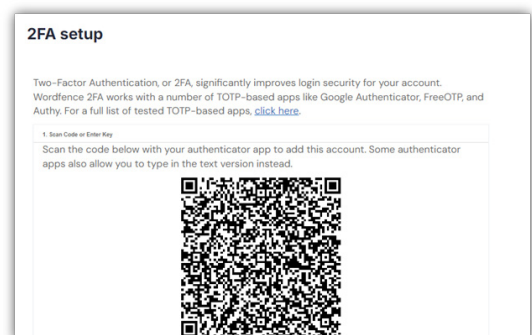 2FA setup
Two-Factor Authentication, or 2FA, significantly improves login security for your account.
Wordfence 2FA works with a number of TOTP-based apps like Google Authenticator, FreeOTP, and
Authy. For a full list of tested TOTP-based apps, click here.
1. Scan Code or Enter Key
Scan the code below with your authenticator app to add this account. Some authenticator
apps also allow you to type in the text version instead.